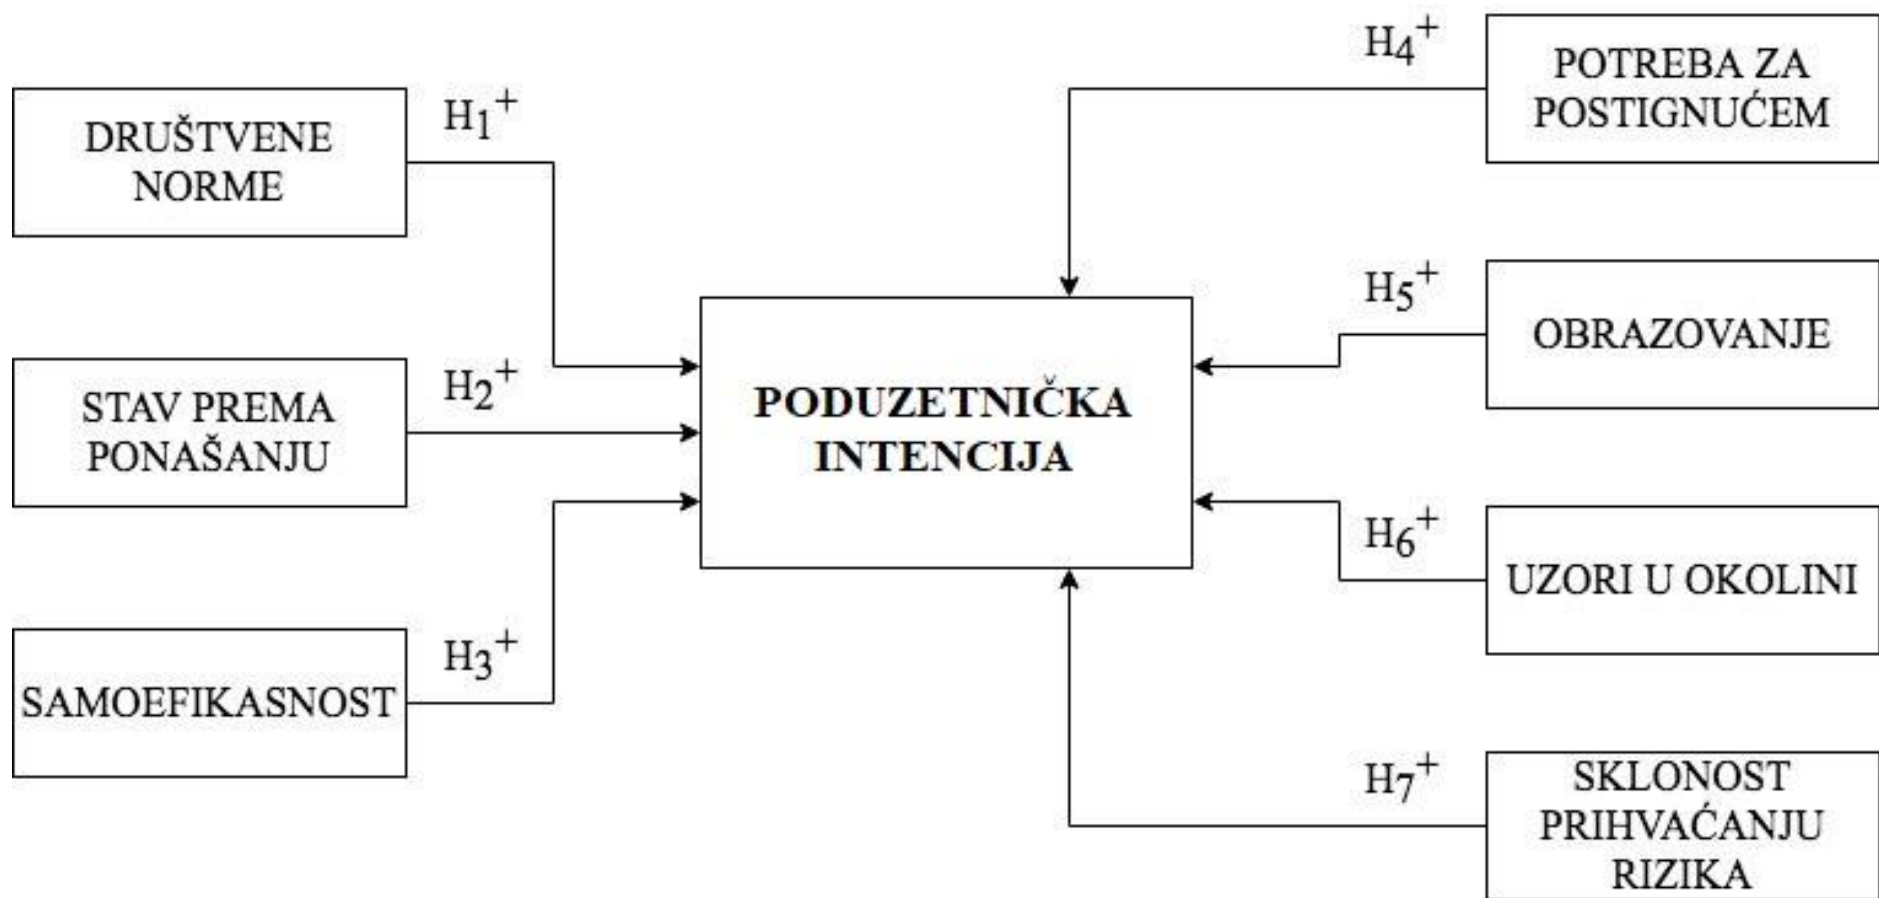 DRUŠTVENE
NORME
H₁⁺
STAV PREMA
PONAŠANJU
H₂⁺
SAMOEFIKASNOST
H₃⁺
PODUZETNIČKA
INTENCIJA
H₄⁺
POTREBA ZA
POSTIGNUĆEM
H₅⁺
OBRAZOVANJE
H₆⁺
UZORI U OKOLINI
H₇⁺
SKLONOST
PRIHVAĆANJU
RIZIKA